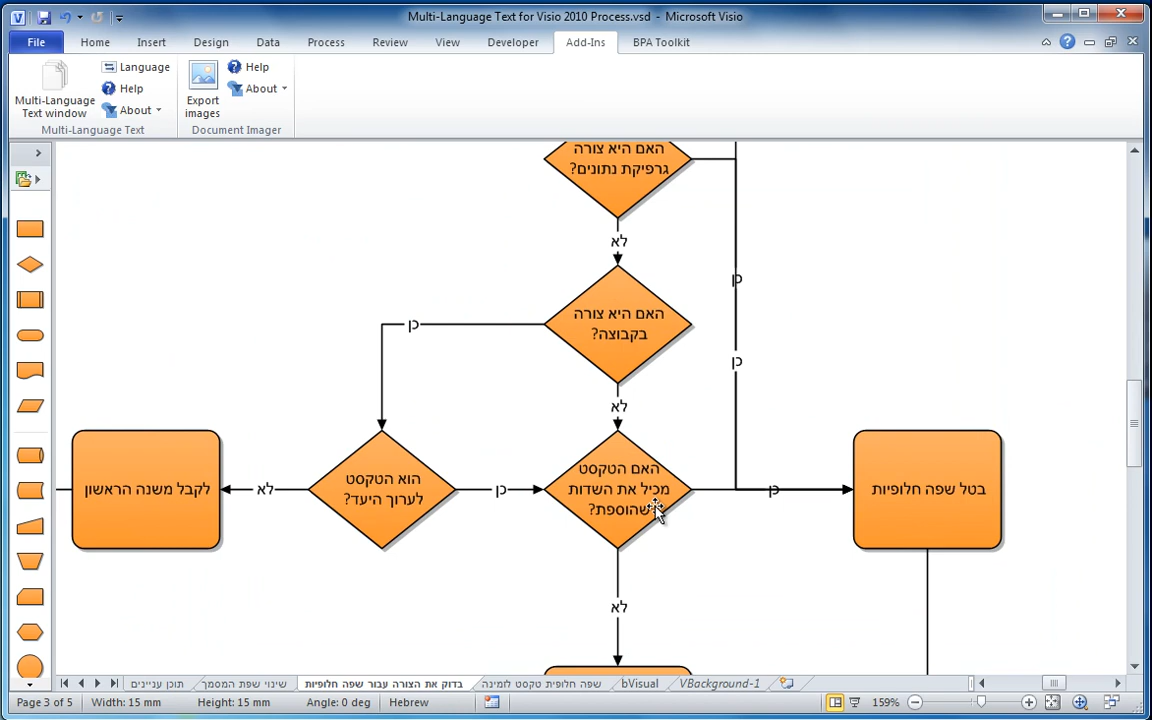 Multi-Language Text for Visio 2010 Process.vsd - Microsoft Visio
File Home Insert Design Data Process Review View Developer Add-Ins BPA Toolkit
Multi-Language
Text window
Language
Help
About
Multi-Language Text
Export
images
Help
About
Document Imager
האם היא צורה
גרפיקת נתונים?
לא
כן
האם היא צורה
בקבוצה?
כן
כן
לא
לקבל משנה הראשון
לא
הוא הטקסט
לערוך היעד?
כן
האם הטקסט
מכיל את השדות
שהוספת?
כן
בטל שפה חלופיות
לא
תוכן עניינים
שינוי שפת המסמך
בדוק את הצורה עבור שפה חלופיות
שפה חלופית טקסט לזמינה
bVisual
VBackground-1
Page 3 of 5 Width: 15 mm Height: 15 mm Angle: 0 deg Hebrew 159%